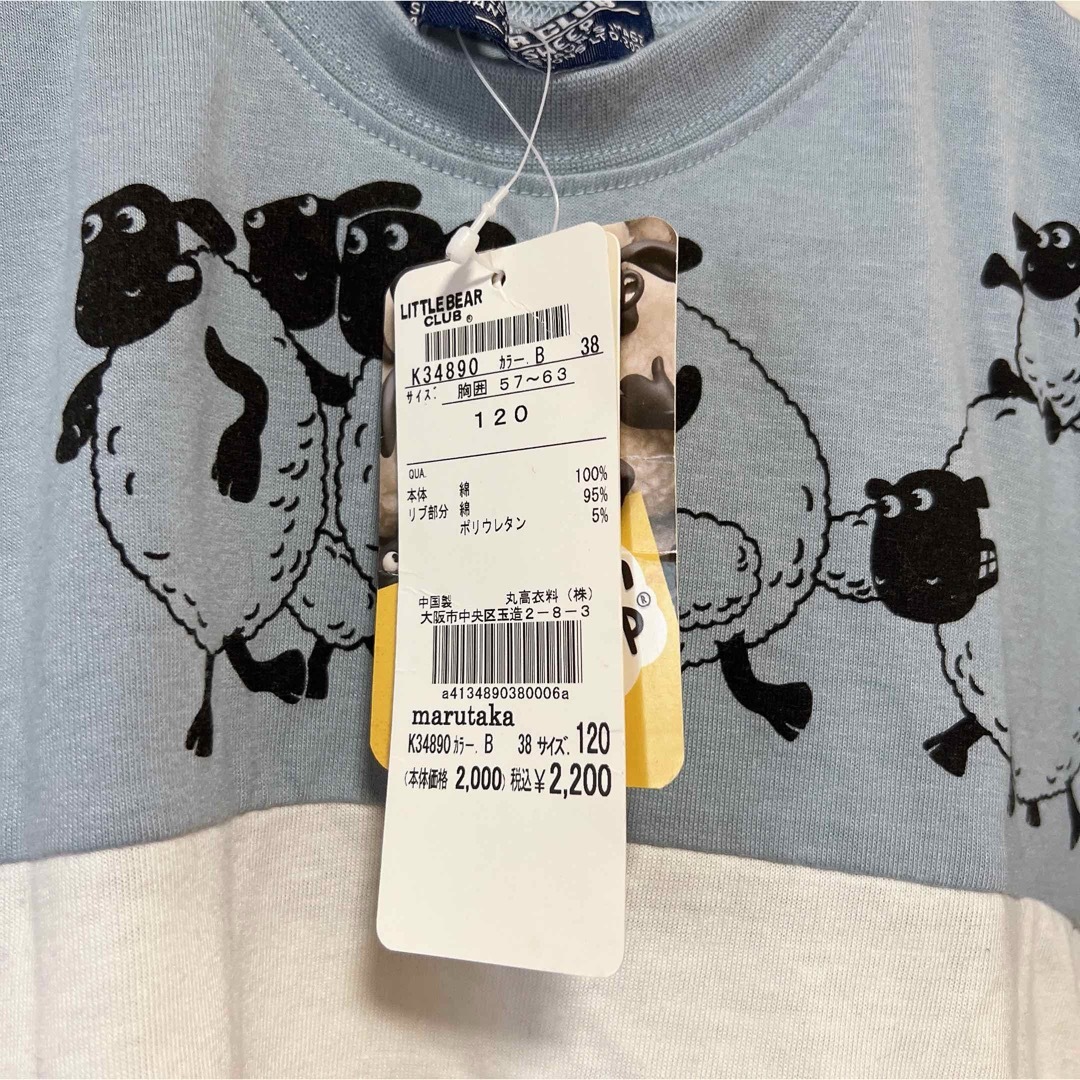 LITTLE BEAR
CLUB®
K34890 カラー. B 38
サイズ: 胸囲 57～63
120
QUA.
本体 綿 100%
リブ部分 綿 95%
ポリウレタン 5%
中国製 丸高衣料（株）
大阪市中央区玉造2-8-3
a4134890380006a
marutaka
K34890 カラー. B 38 サイズ. 120
(本体価格 2,000) 税込¥2,200